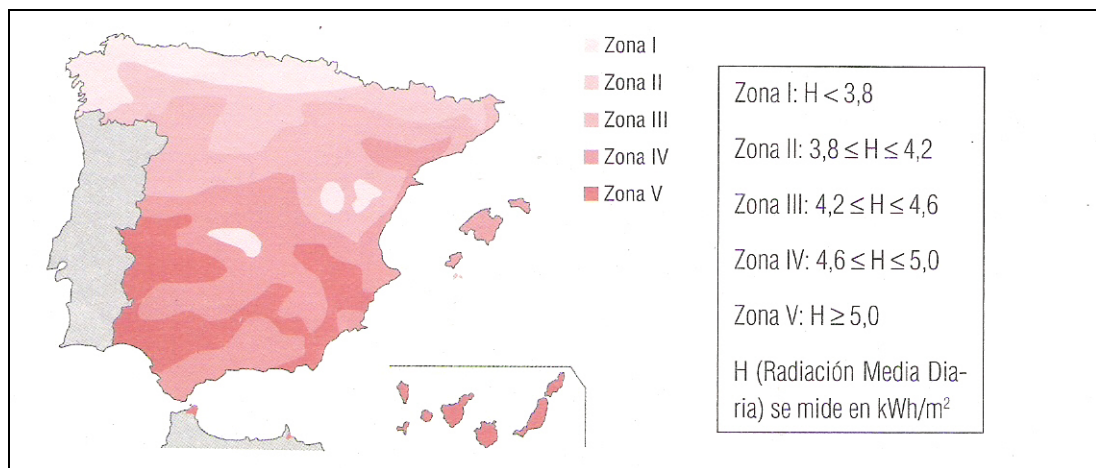 Zona I
Zona II
Zona III
Zona IV
Zona V
Zona I: H < 3,8
Zona II: 3,8 ≤ H ≤ 4,2
Zona III: 4,2 ≤ H ≤ 4,6
Zona IV: 4,6 ≤ H ≤ 5,0
Zona V: H ≥ 5,0
H (Radiación Media Dia-
ria) se mide en kWh/m²